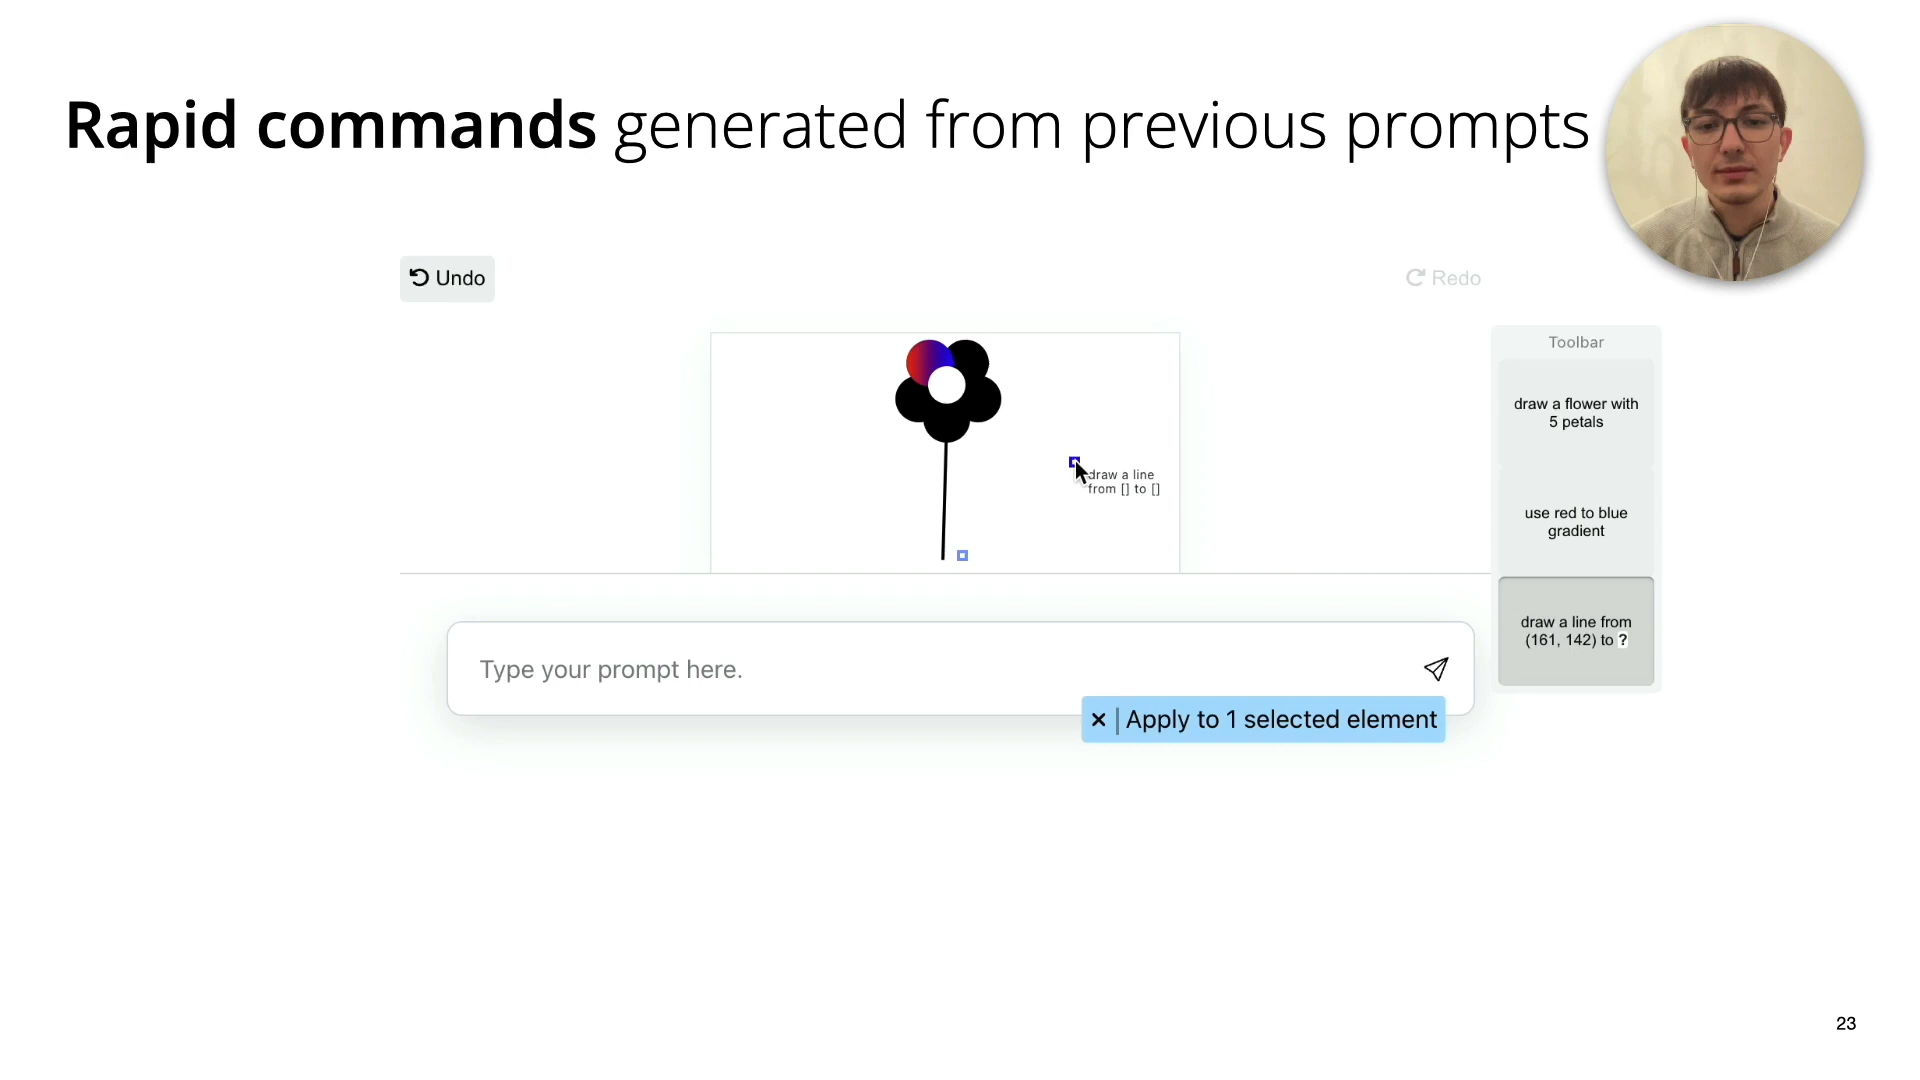 Rapid commands generated from previous prompts
Undo
Redo
Toolbar
draw a flower with
5 petals
use red to blue
gradient
draw a line from
(161, 142) to ?
draw a line
from [] to []
Type your prompt here.
× | Apply to 1 selected element
23